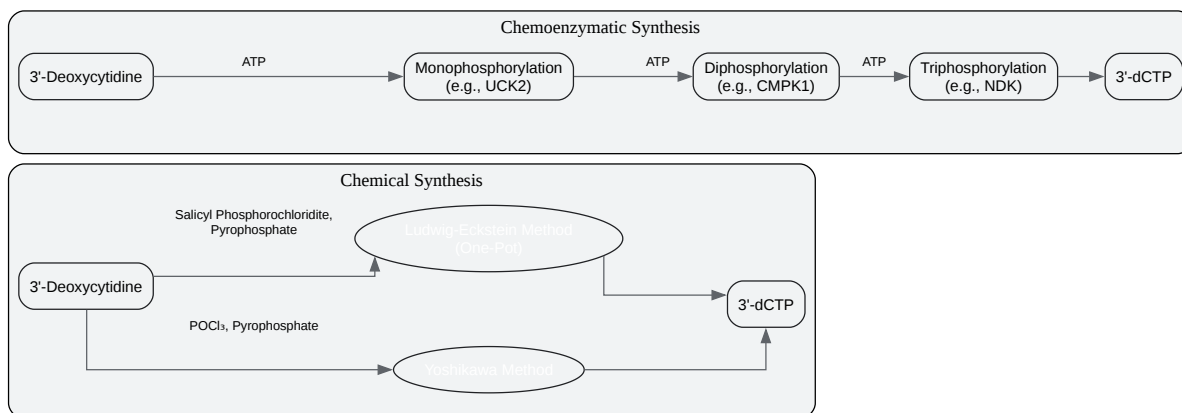 Chemoenzymatic Synthesis
3'-Deoxycytidine
ATP
Monophosphorylation
(e.g., UCK2)
ATP
Diphosphorylation
(e.g., CMPK1)
ATP
Triphosphorylation
(e.g., NDK)
3'-dCTP
Chemical Synthesis
Salicyl Phosphorochloridite,
Pyrophosphate
Ludwig-Eckstein Method
(One-Pot)
3'-Deoxycytidine
3'-dCTP
POCl₃, Pyrophosphate
Yoshikawa Method